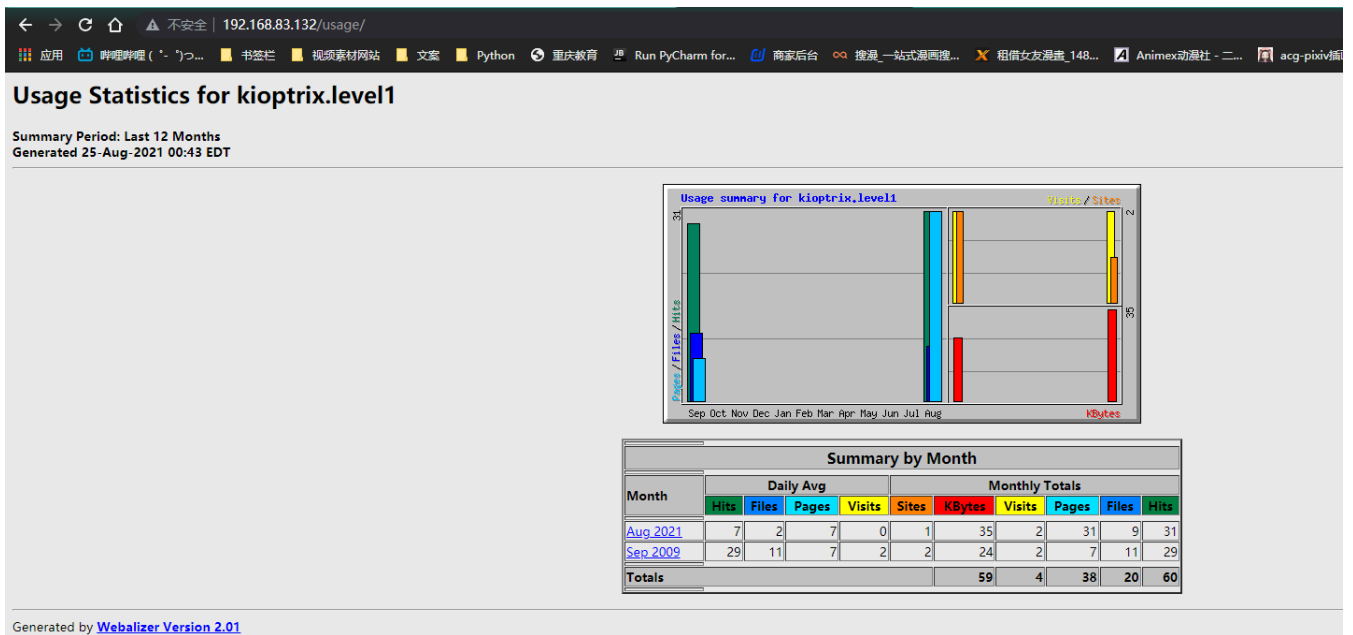 不安全 | 192.168.83.132/usage/
应用 哔哩哔哩 ( ゜- ゜)つ... 书签栏 视频素材网站 文案 Python 重庆教育 Run PyCharm for... 商家后台 搜漫_一站式漫画搜... 租借女友漫畫_148... Animex动漫社 - 二... acg-pixiv插
Usage Statistics for kioptrix.level1
Summary Period: Last 12 Months
Generated 25-Aug-2021 00:43 EDT
Usage summary for kioptrix.level1 Visits/Sites
31 2
Pages/Files/Hits
35
Sep Oct Nov Dec Jan Feb Mar Apr May Jun Jul Aug KBytes
Summary by Month
Month Daily Avg Monthly Totals
Hits Files Pages Visits Sites KBytes Visits Pages Files Hits
Aug 2021 7 2 7 0 1 35 2 31 9 31
Sep 2009 29 11 7 2 2 24 2 7 11 29
Totals 59 4 38 20 60
Generated by Webalizer Version 2.01